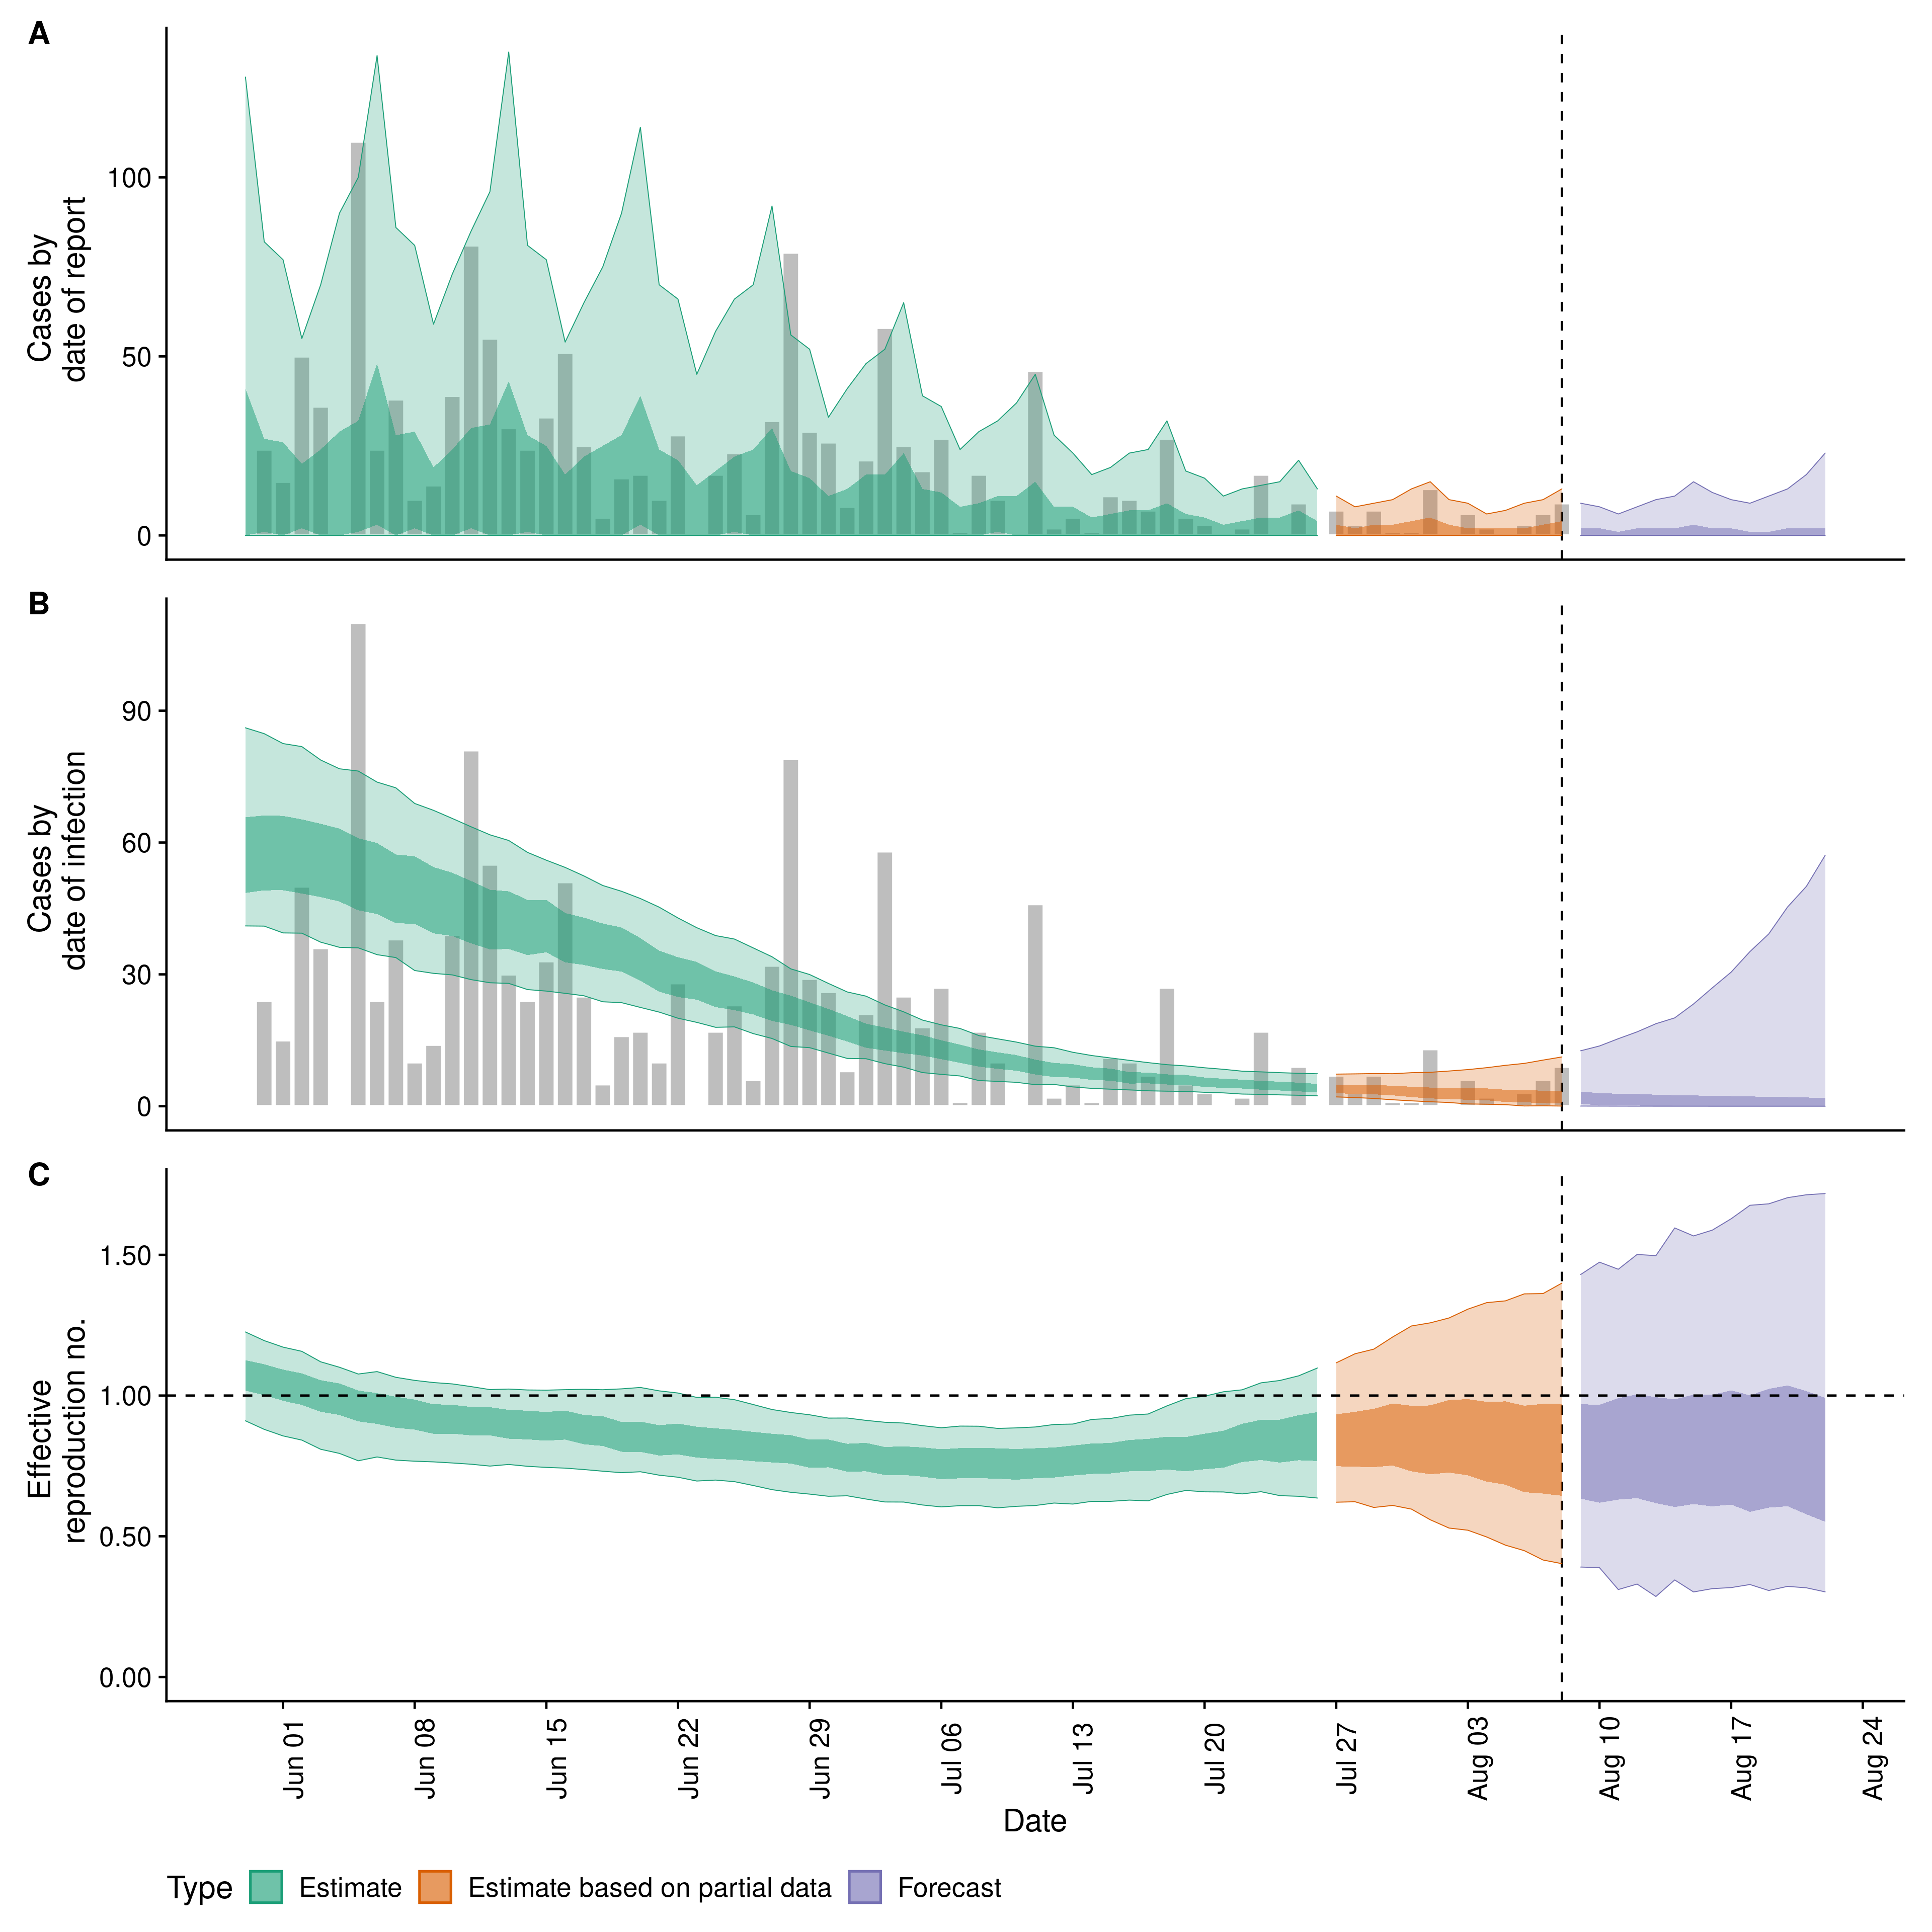 A
Cases by
date of report
100
50
0
B
Cases by
date of infection
90
60
30
0
C
Effective
reproduction no.
1.50
1.00
0.50
0.00
Jun 01
Jun 08
Jun 15
Jun 22
Jun 29
Jul 06
Jul 13
Jul 20
Jul 27
Aug 03
Aug 10
Aug 17
Aug 24
Date
Type Estimate Estimate based on partial data Forecast